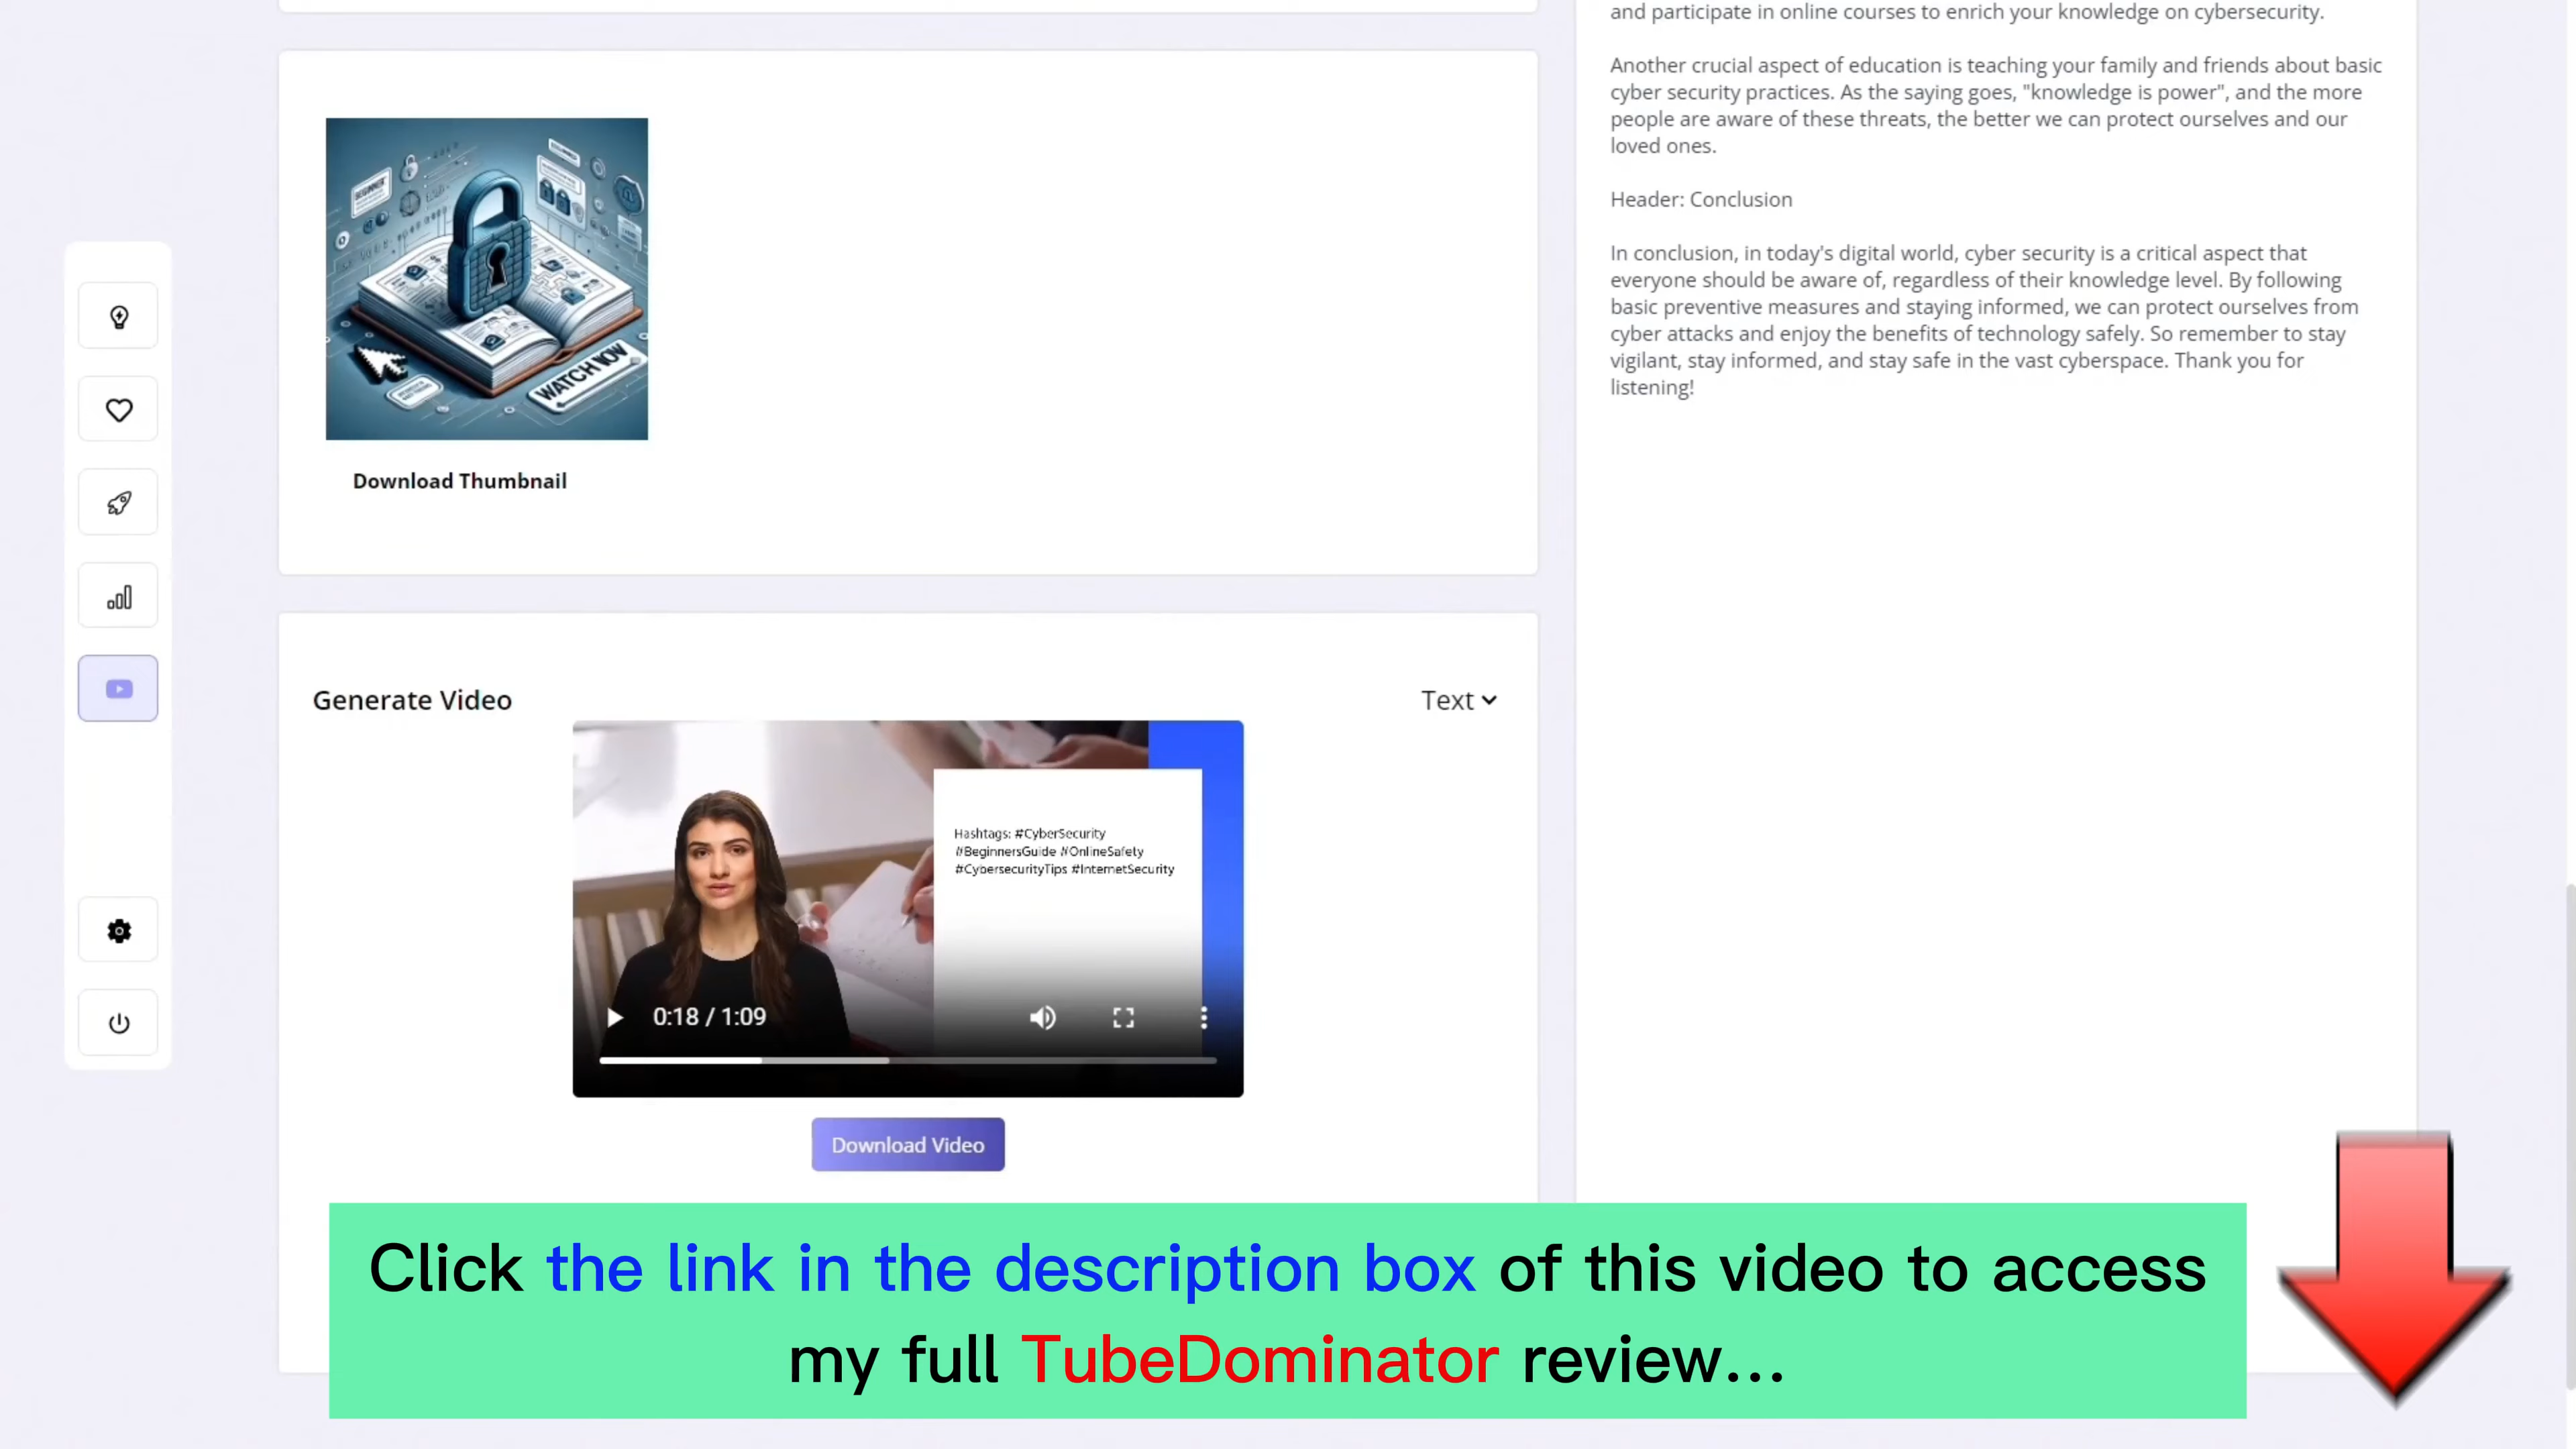 and participate in online courses to enrich your knowledge on cybersecurity.
Another crucial aspect of education is teaching your family and friends about basic
cyber security practices. As the saying goes, "knowledge is power", and the more
people are aware of these threats, the better we can protect ourselves and our
loved ones.
Header: Conclusion
In conclusion, in today's digital world, cyber security is a critical aspect that
everyone should be aware of, regardless of their knowledge level. By following
basic preventive measures and staying informed, we can protect ourselves from
cyber attacks and enjoy the benefits of technology safely. So remember to stay
vigilant, stay informed, and stay safe in the vast cyberspace. Thank you for
listening!
BEGINNER
WATCH NOW
Download Thumbnail
Generate Video
Text
Hashtags: #CyberSecurity
#BeginnersGuide #OnlineSafety
#CybersecurityTips #InternetSecurity
0:18 / 1:09
Download Video
Click the link in the description box of this video to access
my full TubeDominator review...